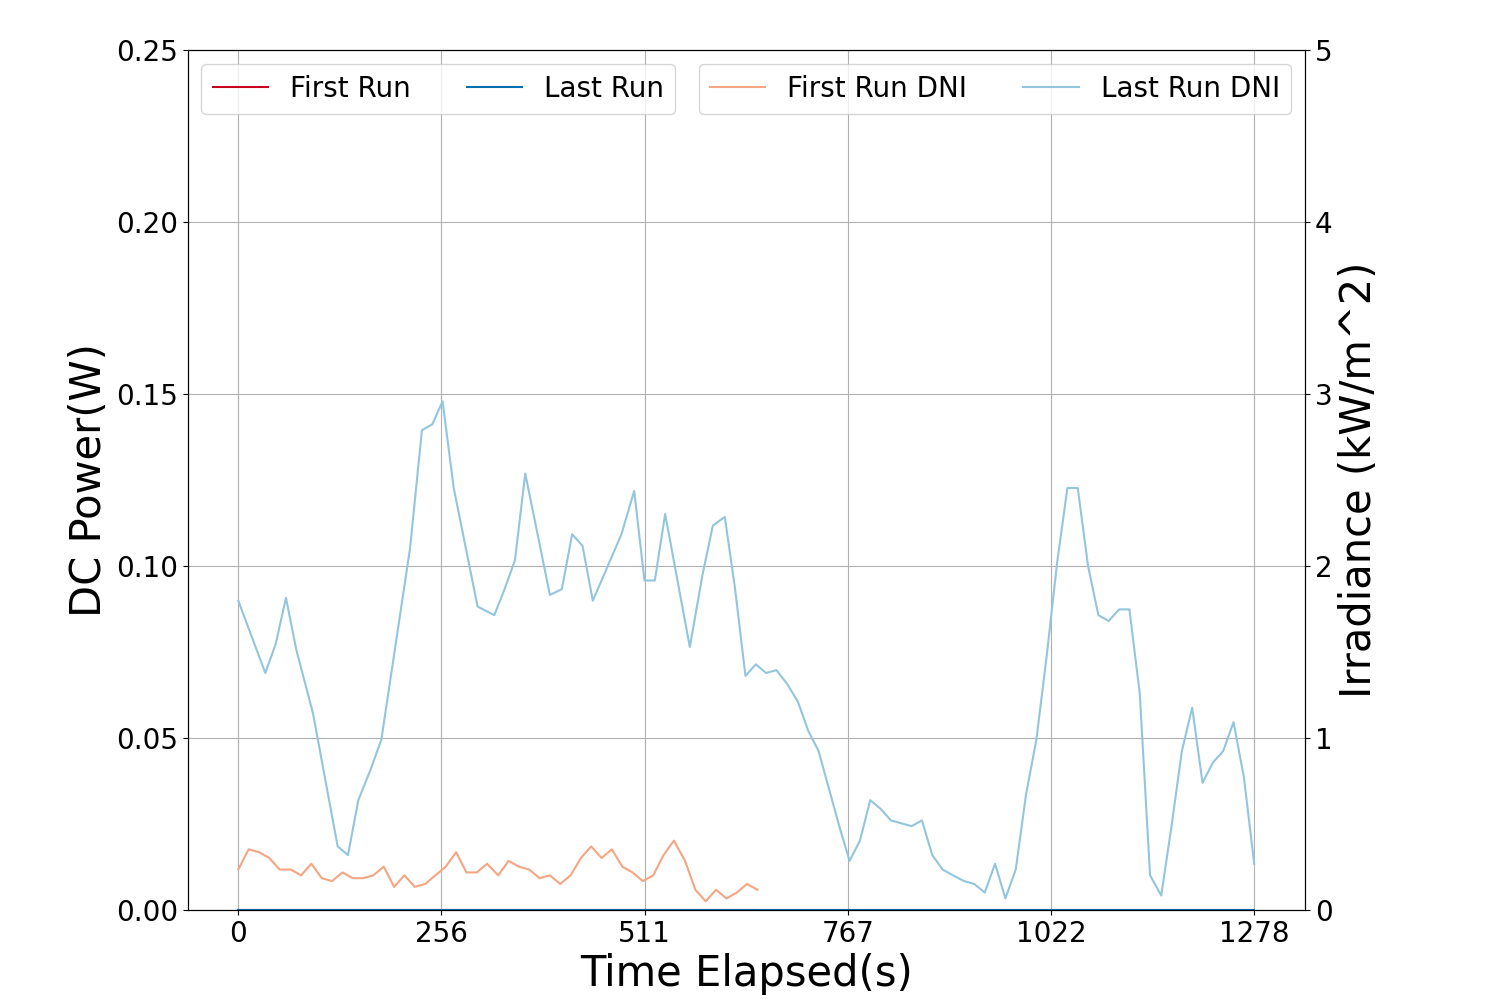 First Run
Last Run
First Run DNI
Last Run DNI
DC Power(W)
0.25
0.20
0.15
0.10
0.05
0.00
5
4
3
2
1
0
Irradiance (kW/m^2)
0 256 511 767 1022 1278
Time Elapsed(s)